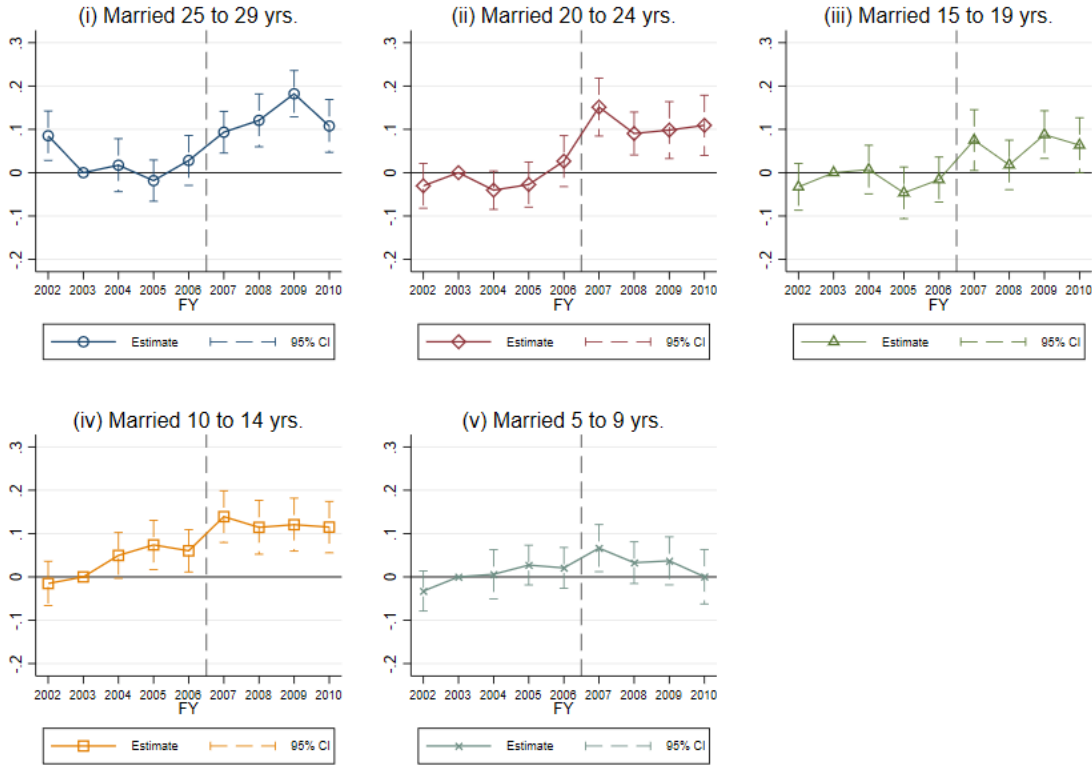 (i) Married 25 to 29 yrs.
.3
.2
.1
0
-.1
-.2
2002 2003 2004 2005 2006 2007 2008 2009 2010
FY
Estimate 95% CI
(ii) Married 20 to 24 yrs.
.3
.2
.1
0
-.1
-.2
2002 2003 2004 2005 2006 2007 2008 2009 2010
FY
Estimate 95% CI
(iii) Married 15 to 19 yrs.
.3
.2
.1
0
-.1
-.2
2002 2003 2004 2005 2006 2007 2008 2009 2010
FY
Estimate 95% CI
(iv) Married 10 to 14 yrs.
.3
.2
.1
0
-.1
-.2
2002 2003 2004 2005 2006 2007 2008 2009 2010
FY
Estimate 95% CI
(v) Married 5 to 9 yrs.
.3
.2
.1
0
-.1
-.2
2002 2003 2004 2005 2006 2007 2008 2009 2010
FY
Estimate 95% CI